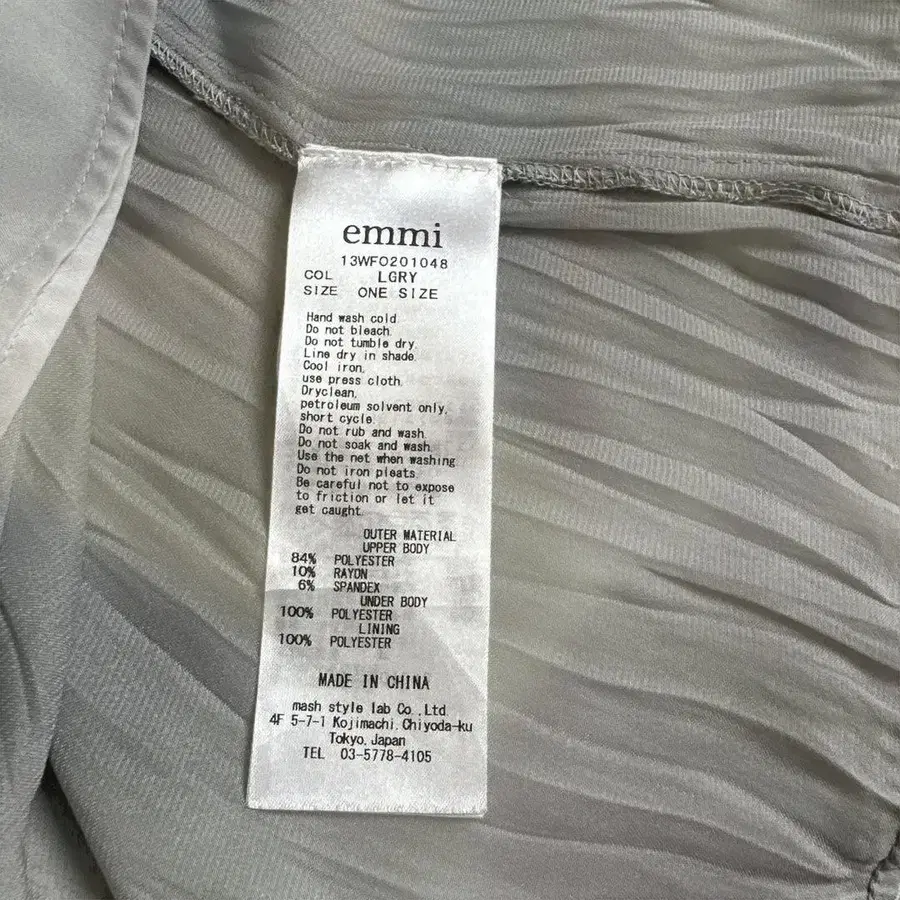 emmi
13WFO201048
COL LGRY
SIZE ONE SIZE
Hand wash cold.
Do not bleach.
Do not tumble dry.
Line dry in shade.
Cool iron,
use press cloth.
Dryclean,
petroleum solvent only,
short cycle.
Do not rub and wash.
Do not soak and wash.
Use the net when washing.
Do not iron pleats.
Be careful not to expose
to friction or let it
get caught.
OUTER MATERIAL
UPPER BODY
84% POLYESTER
10% RAYON
6% SPANDEX
UNDER BODY
100% POLYESTER
LINING
100% POLYESTER
MADE IN CHINA
mash style lab Co.,Ltd.
4F 5-7-1 Kojimachi,Chiyoda-ku
Tokyo,Japan
TEL 03-5778-4105